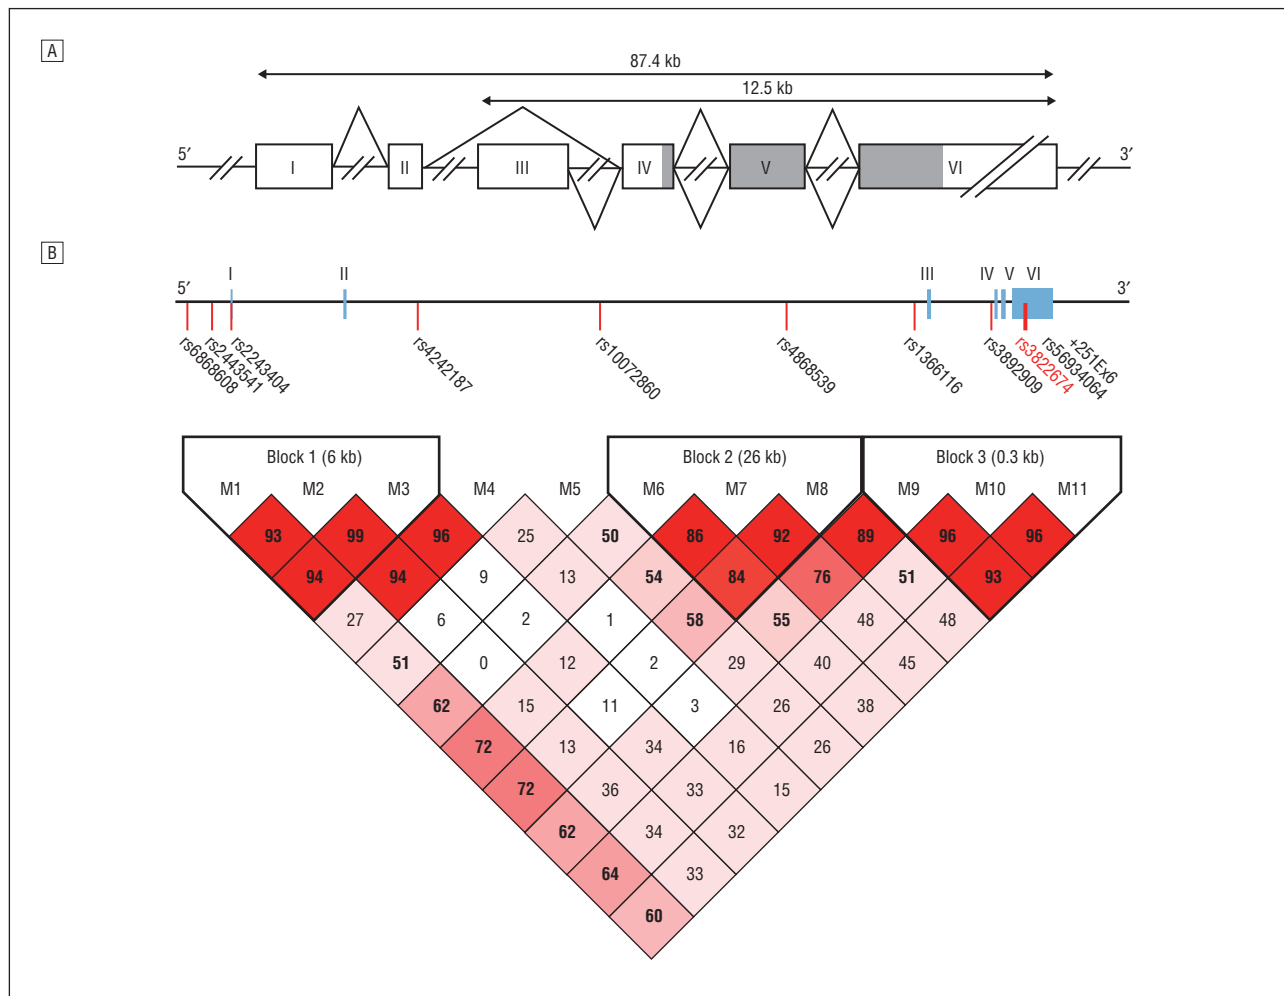 A
87.4 kb
12.5 kb
5′ I II III IV V VI 3′
B
I II III IV V VI
5′ 3′
rs6868608 rs2443541 rs2243404 rs4242187 rs10072860 rs4868539 rs1366116 rs3892909 rs3822674 rs56934064 +251Ex6
Block 1 (6 kb) Block 2 (26 kb) Block 3 (0.3 kb)
M1 M2 M3 M4 M5 M6 M7 M8 M9 M10 M11
93 99 96 25 50 86 92 89 96 96
94 94 9 13 54 84 76 51 93
27 6 2 1 58 55 48 48
51 0 12 2 29 40 45
62 15 11 3 26 38
72 13 34 16 26
72 36 33 15
62 34 32
64 33
60